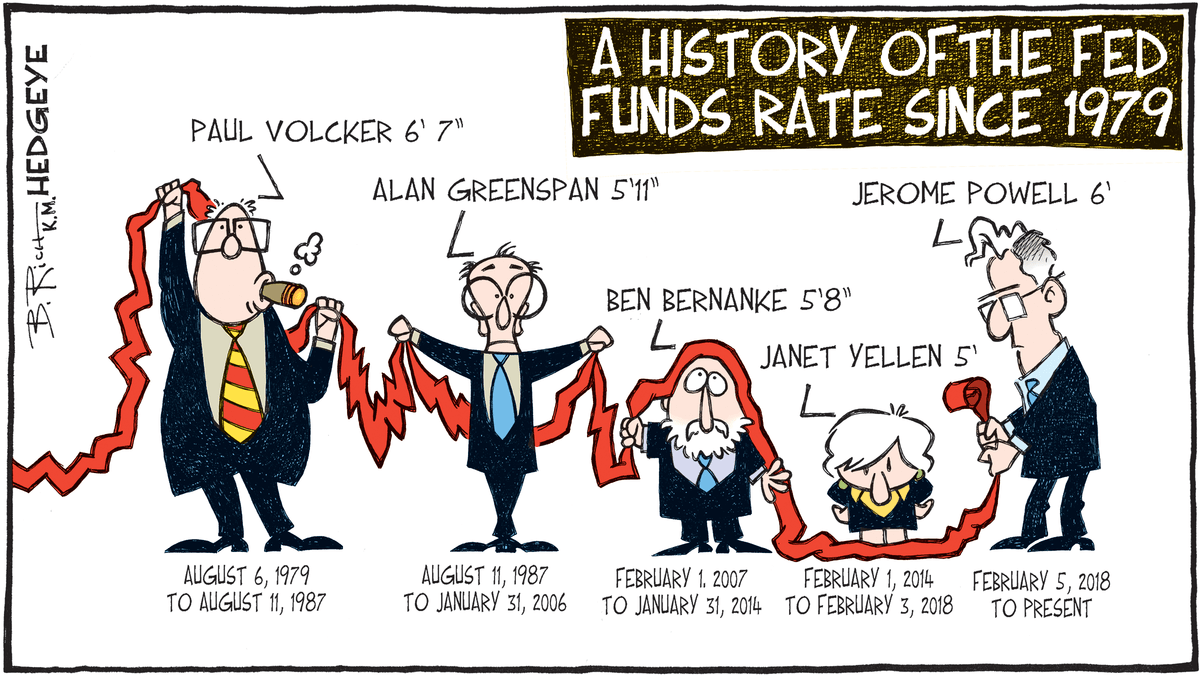 A HISTORY OF THE FED
FUNDS RATE SINCE 1979
B. Rich K.M. HEDGEYE
PAUL VOLCKER 6' 7"
ALAN GREENSPAN 5'11"
BEN BERNANKE 5'8"
JANET YELLEN 5'
JEROME POWELL 6'
AUGUST 6, 1979
TO AUGUST 11, 1987
AUGUST 11, 1987
TO JANUARY 31, 2006
FEBRUARY 1. 2007
TO JANUARY 31, 2014
FEBRUARY 1, 2014
TO FEBRUARY 3, 2018
FEBRUARY 5, 2018
TO PRESENT